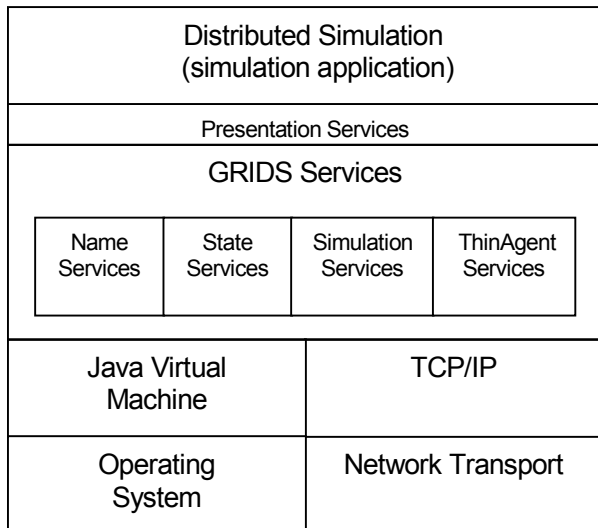 Distributed Simulation
(simulation application)
Presentation Services
GRIDS Services
Name
Services
State
Services
Simulation
Services
ThinAgent
Services
Java Virtual
Machine
TCP/IP
Operating
System
Network Transport